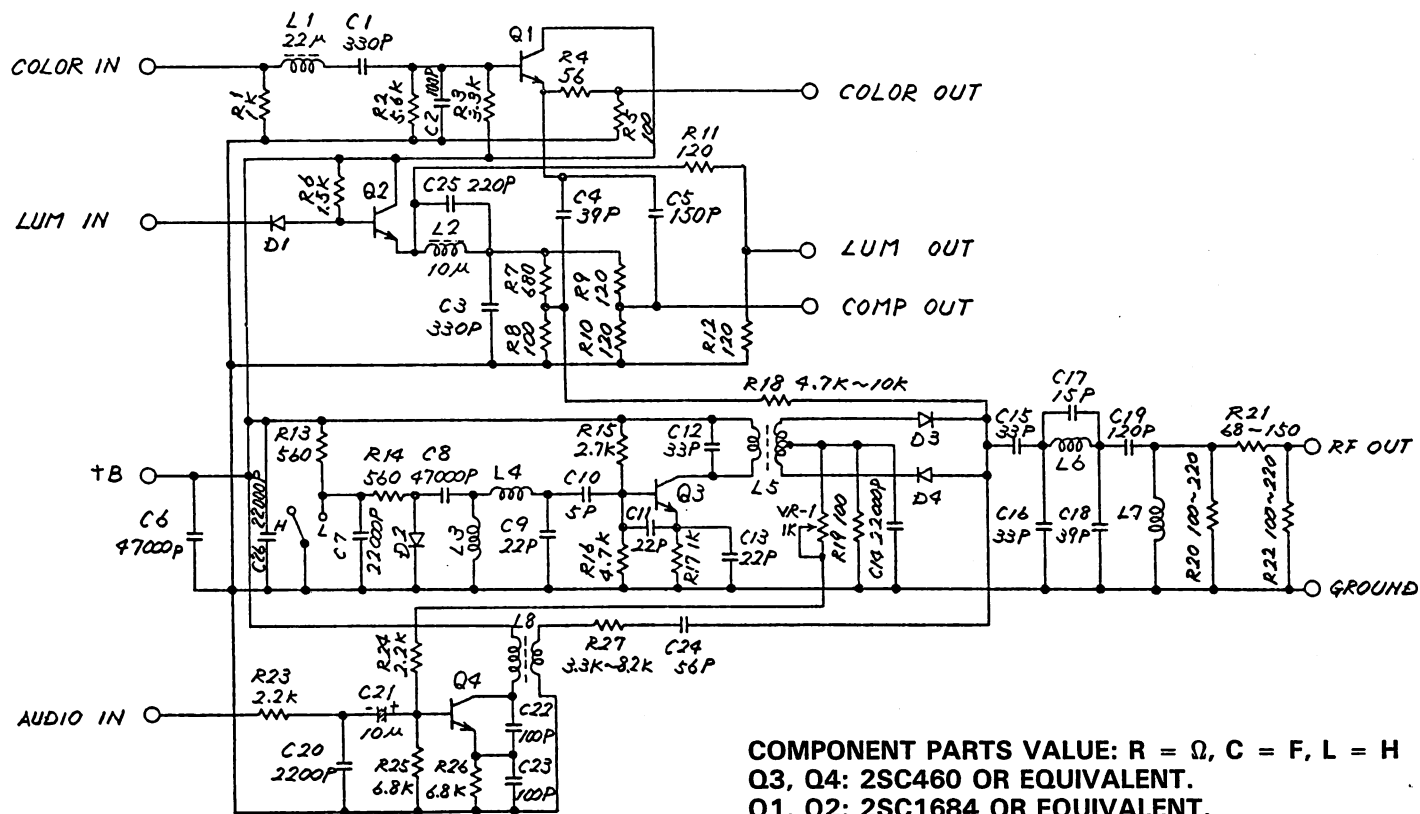 L1
22μ
C1
330P
Q1
COLOR IN
R1
1K
R2
5.6K
C2 100P
R3
3.9K
R4
56
COLOR OUT
R5
100
R11
120
R6
1.5K
Q2
C25 220P
C4
39P
C5
150P
LUM IN
D1
L2
10μ
LUM OUT
R7
680
R9
120
COMP OUT
C3
330P
R8
100
R10
120
R12
120
R18 4.7K~10K
C17
15P
R13
560
R14
560
C8
47000P
L4
C10
5P
R15
2.7K
C12
33P
D3
C15
33P
L6
C19
120P
R21
68~150
RF OUT
+B
Q3
L5
D4
C6
47000P
C26 22000P
H
L
C7
22000P
D2
L3
C9
22P
R16
4.7K
C11
22P
R17 1K
C13
22P
VR-1
1K
R19 100
C14 22000P
C16
33P
C18
39P
L7
R20 100~220
R22 100~220
GROUND
R24
2.2K
L8
R27
3.3K~8.2K
C24
56P
R23
2.2K
C21
- +
10μ
Q4
AUDIO IN
C20
2200P
R25
6.8K
R26
6.8K
C22
100P
C23
100P
COMPONENT PARTS VALUE: R = Ω, C = F, L = H
Q3, Q4: 2SC460 OR EQUIVALENT.
Q1, Q2: 2SC1684 OR EQUIVALENT.